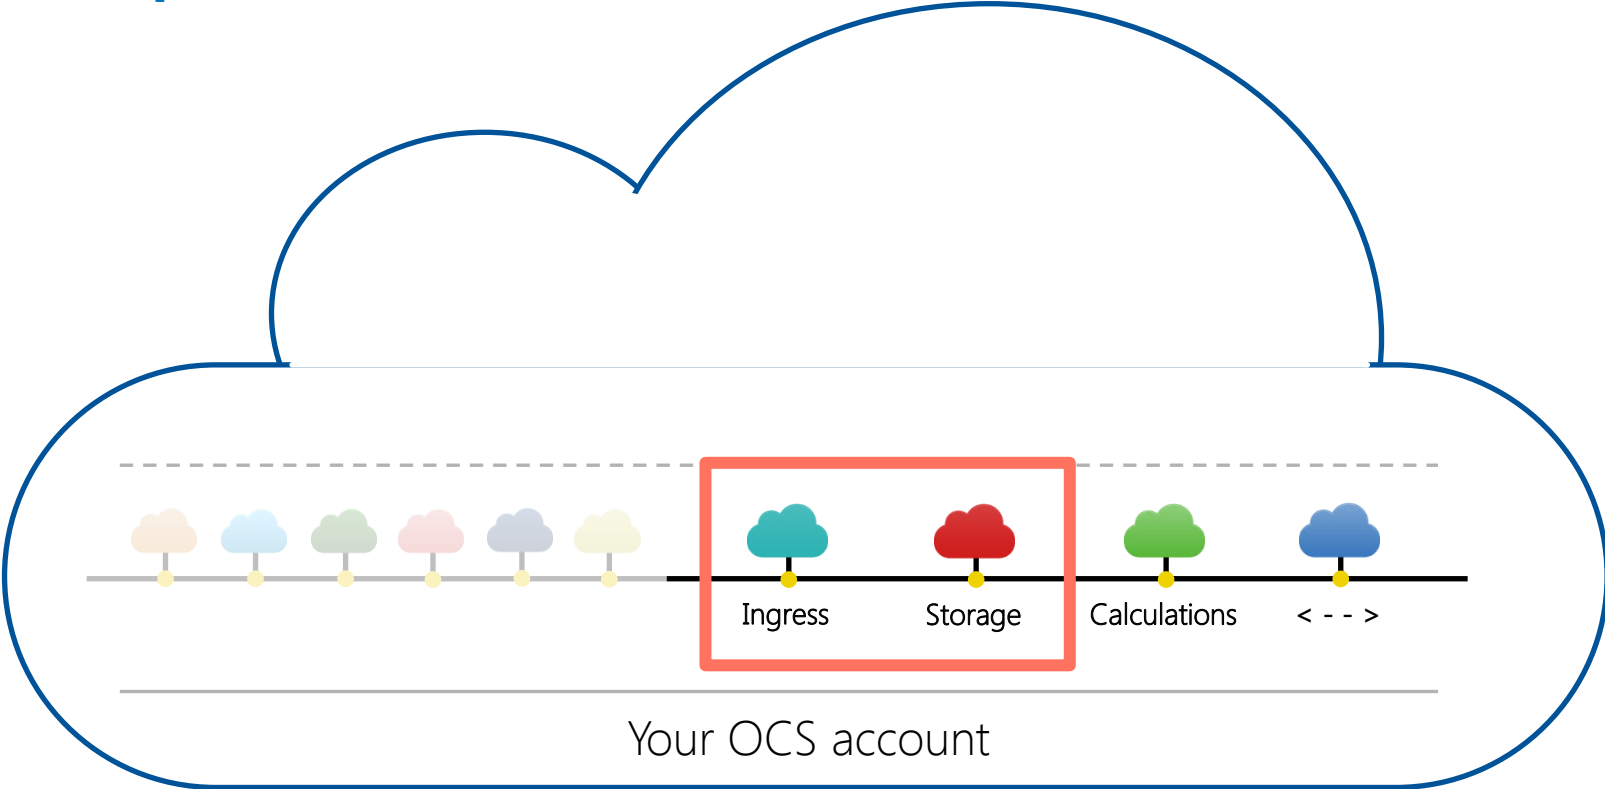 Ingress
Storage
Calculations
< - - >
Your OCS account